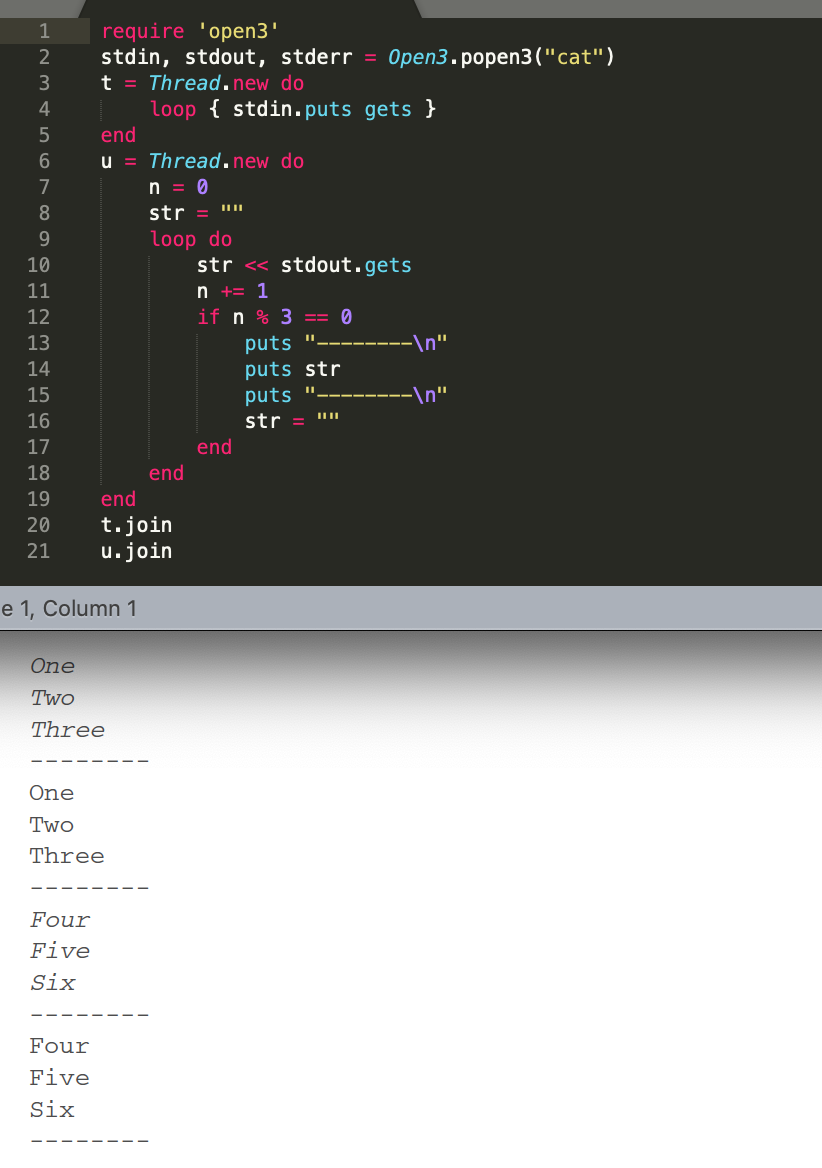 1 require 'open3'
2 stdin, stdout, stderr = Open3.popen3("cat")
3 t = Thread.new do
4     loop { stdin.puts gets }
5 end
6 u = Thread.new do
7     n = 0
8     str = ""
9     loop do
10         str << stdout.gets
11         n += 1
12         if n % 3 == 0
13             puts "--------\n"
14             puts str
15             puts "--------\n"
16             str = ""
17         end
18     end
19 end
20 t.join
21 u.join
e 1, Column 1
One
Two
Three
--------
One
Two
Three
--------
Four
Five
Six
--------
Four
Five
Six
--------